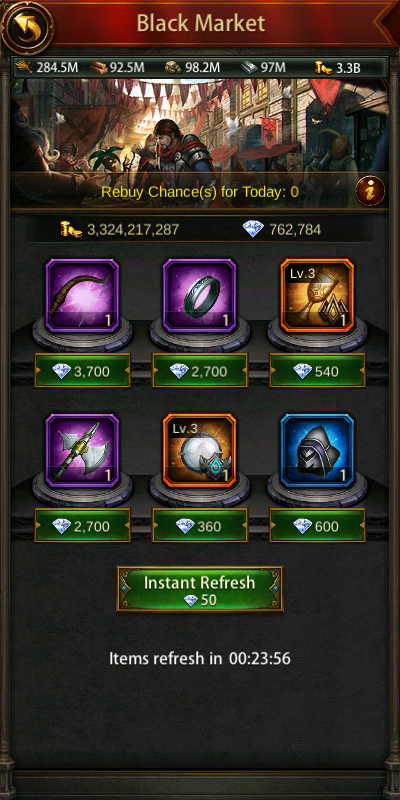 Black Market
284.5M 92.5M 98.2M 97M 3.3B
Rebuy Chance(s) for Today: 0
i
3,324,217,287 762,784
Lv.3
1 1 1
3,700 2,700 540
Lv.3
1 1 1
2,700 360 600
Instant Refresh
50
Items refresh in 00:23:56